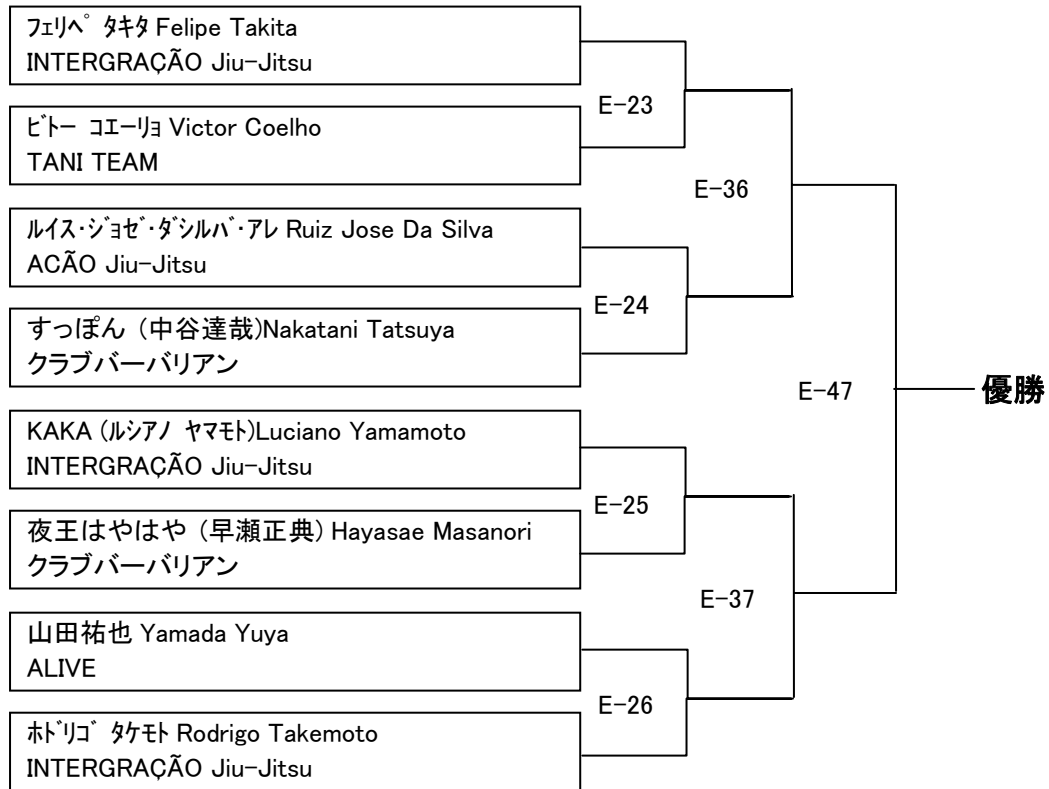 ﾌｪﾘﾍﾟ ﾀｷﾀ Felipe Takita
INTERGRAÇÃO Jiu-Jitsu
E-23
ﾋﾞﾄｰ ｺｴｰﾘｮ Victor Coelho
TANI TEAM
E-36
ﾙｲｽ･ｼﾞｮｾﾞ･ﾀﾞｼﾙﾊﾞ･ｱﾚ Ruiz Jose Da Silva
ACÃO Jiu-Jitsu
E-24
すっぽん (中谷達哉)Nakatani Tatsuya
クラブバーバリアン
E-47
優勝
KAKA (ﾙｼｱﾉ ﾔﾏﾓﾄ)Luciano Yamamoto
INTERGRAÇÃO Jiu-Jitsu
E-25
夜王はやはや (早瀬正典) Hayasae Masanori
クラブバーバリアン
E-37
山田祐也 Yamada Yuya
ALIVE
E-26
ﾎﾄﾞﾘｺﾞ ﾀｹﾓﾄ Rodrigo Takemoto
INTERGRAÇÃO Jiu-Jitsu